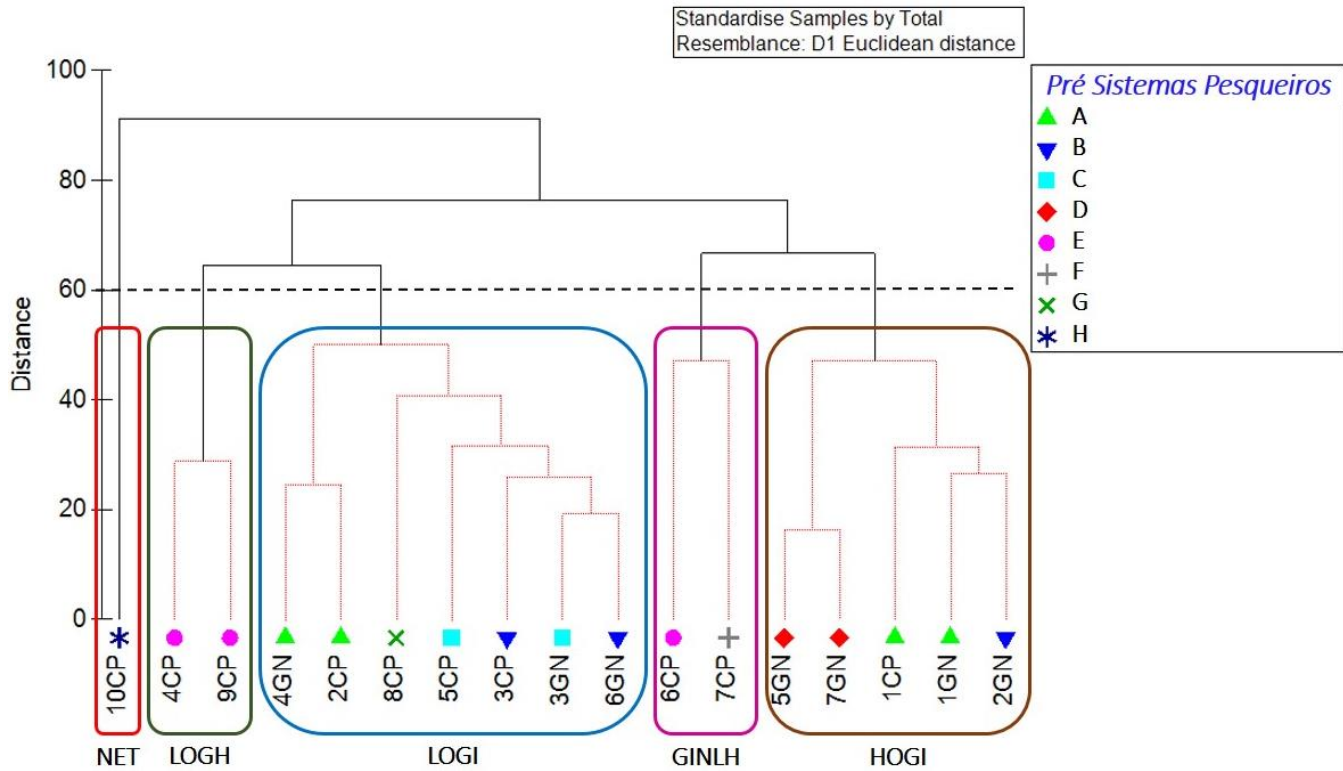 Standardise Samples by Total
Resemblance: D1 Euclidean distance
Pré Sistemas Pesqueiros
A
B
C
D
E
F
G
H
100
80
60
40
20
0
Distance
10CP
4CP
9CP
4GN
2CP
8CP
5CP
3CP
3GN
6GN
6CP
7CP
5GN
7GN
1CP
1GN
2GN
NET
LOGH
LOGI
GINLH
HOGI